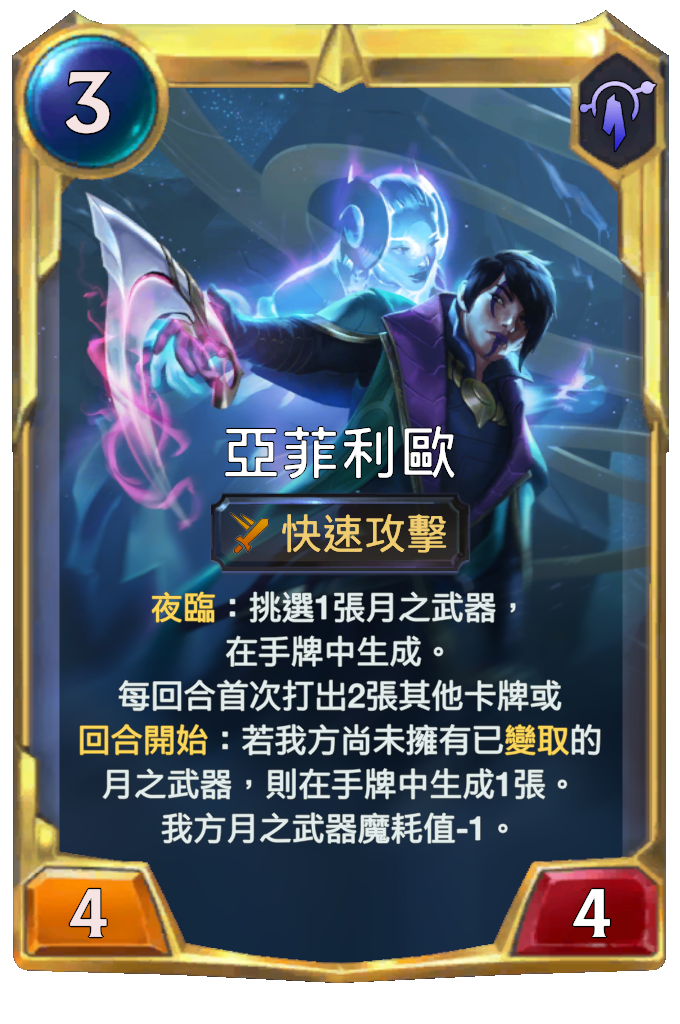 3
亞菲利歐
快速攻擊
夜臨：挑選1張月之武器，
在手牌中生成。
每回合首次打出2張其他卡牌或
回合開始：若我方尚未擁有已變取的
月之武器，則在手牌中生成1張。
我方月之武器魔耗值-1。
4
4